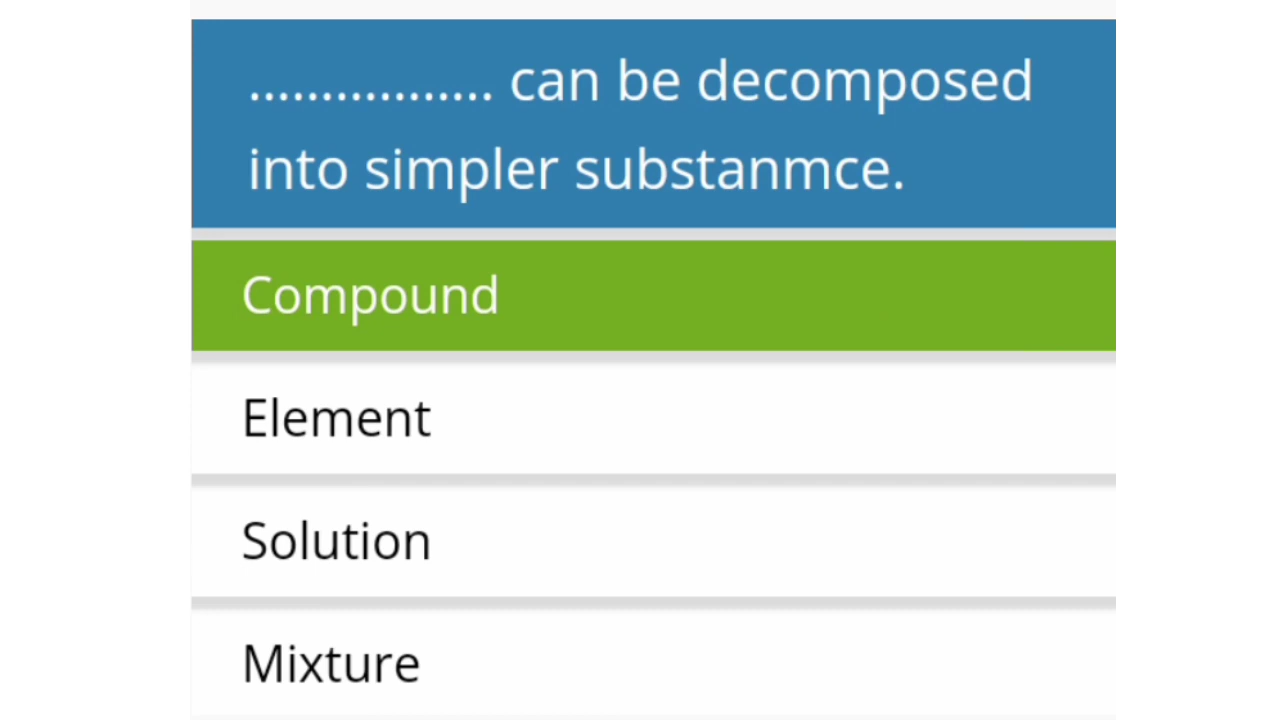 ................. can be decomposed
into simpler substanmce.
Compound
Element
Solution
Mixture